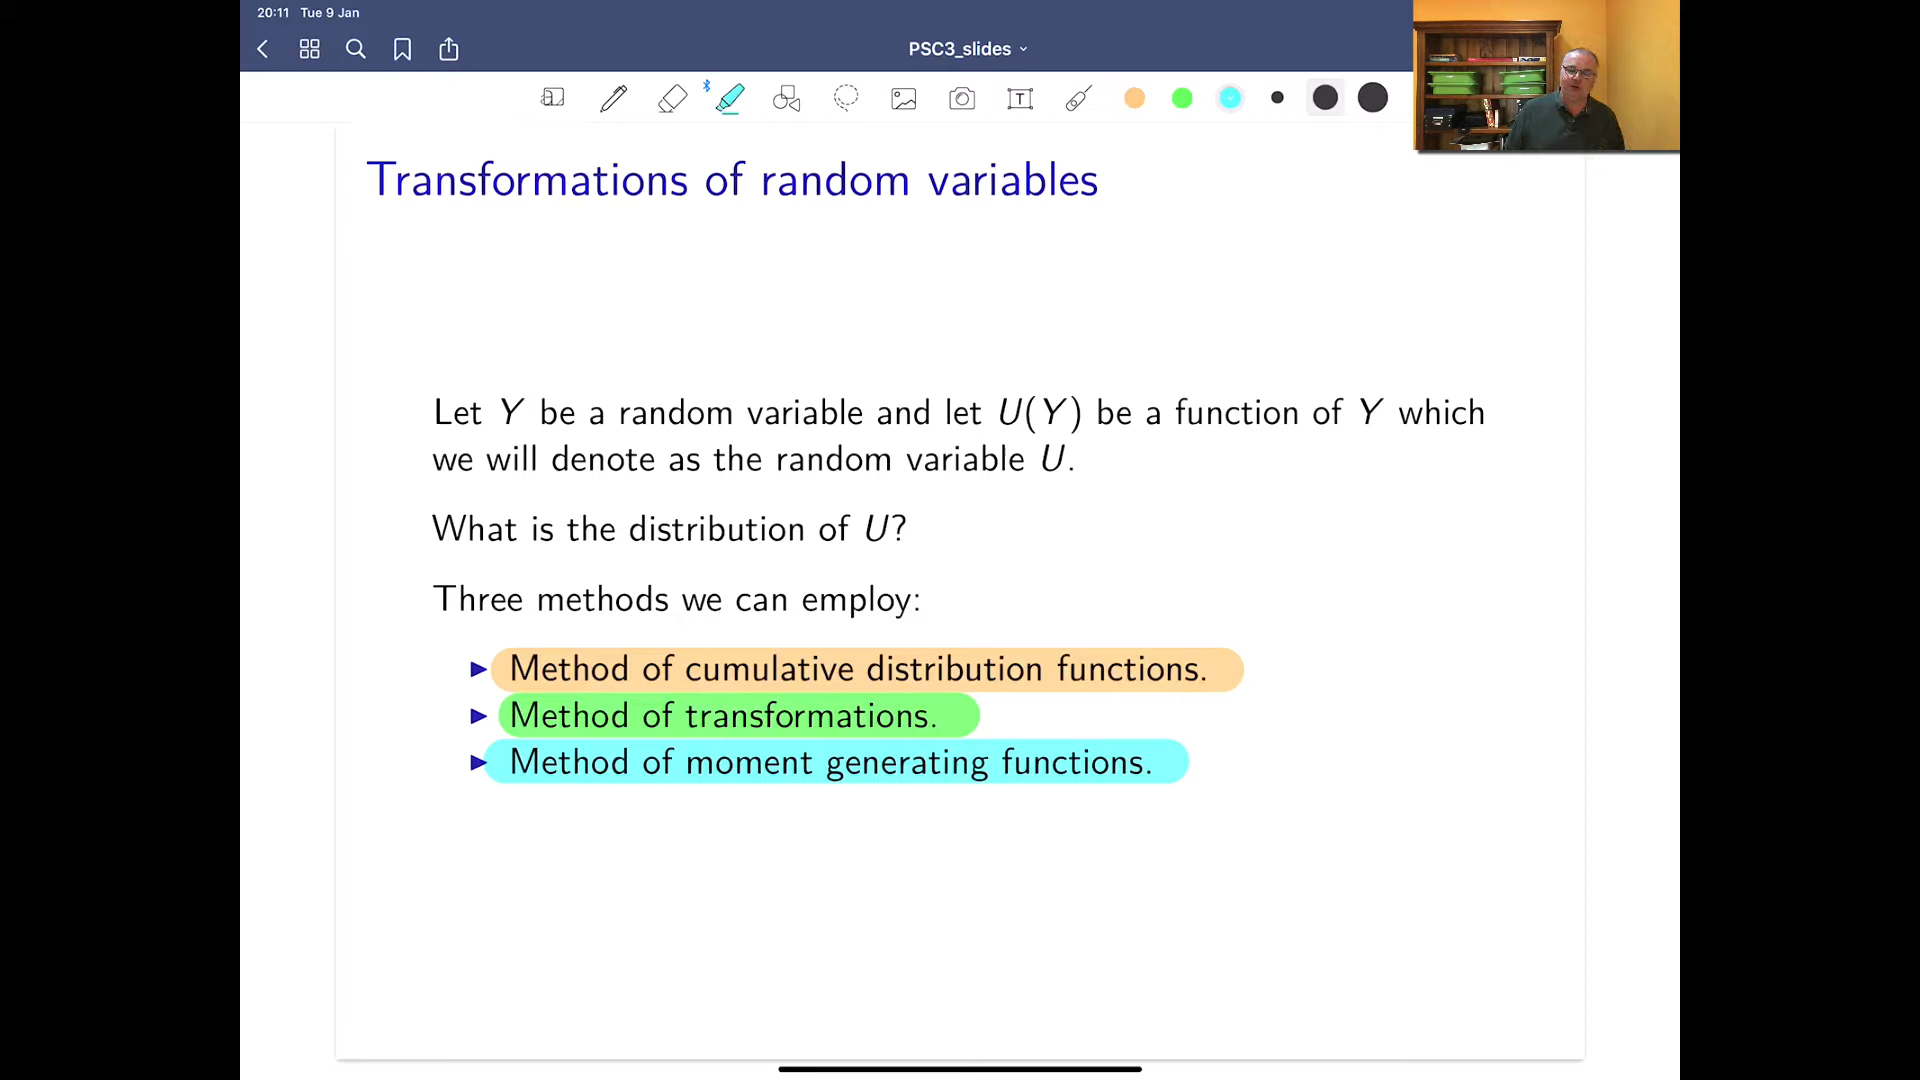 20:11 Tue 9 Jan
PSC3_slides
Transformations of random variables
Let Y be a random variable and let U(Y) be a function of Y which
we will denote as the random variable U.
What is the distribution of U?
Three methods we can employ:
Method of cumulative distribution functions.
Method of transformations.
Method of moment generating functions.